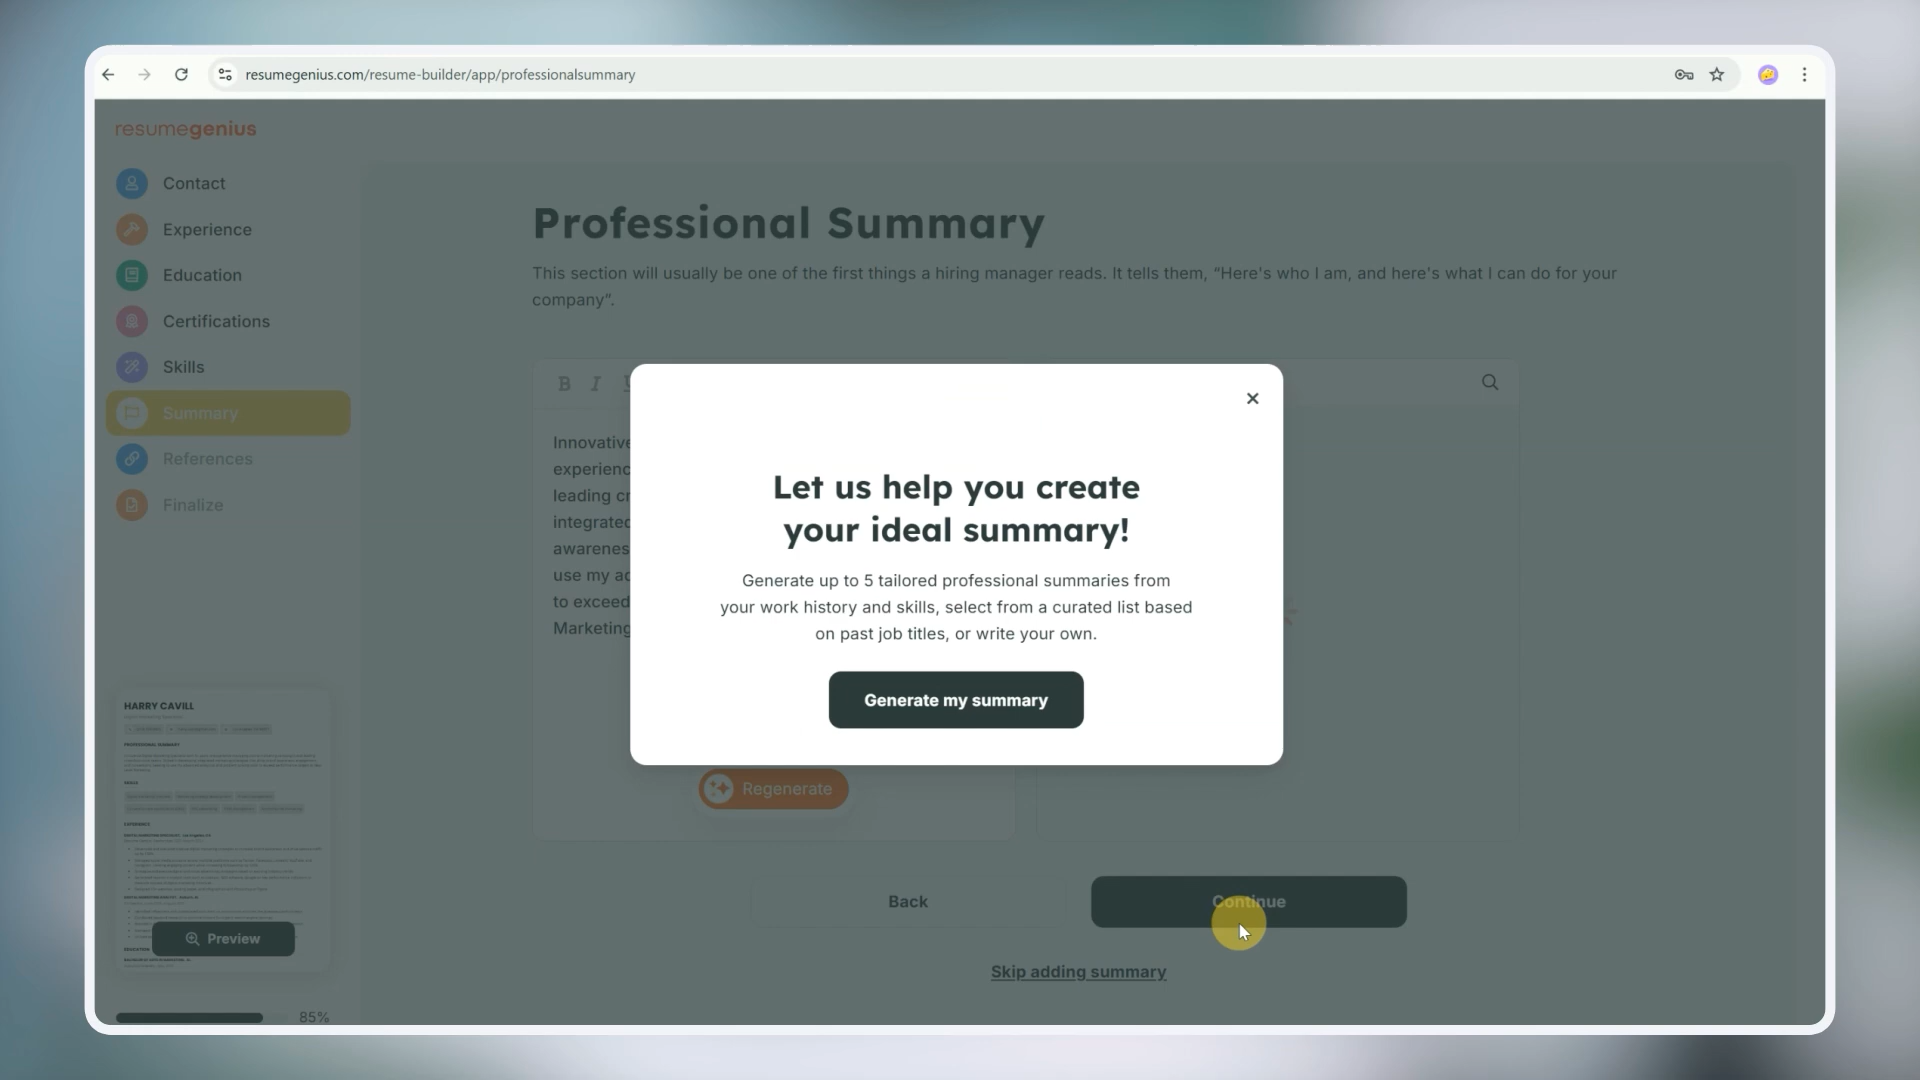 resumegenius.com/resume-builder/app/professionalsummary
resumegenius
Contact
Experience
Education
Certifications
Skills
Summary
References
Finalize
Professional Summary
This section will usually be one of the first things a hiring manager reads. It tells them, "Here's who I am, and here's what I can do for your
company".
B I U
Innovative
leading
integrated
use my
to exceed
Marketing
Let us help you create
your ideal summary!
Generate up to 5 tailored professional summaries from
your work history and skills, select from a curated list based
on past job titles, or write your own.
Generate my summary
Regenerate
Back
Continue
Skip adding summary
HARRY CAVILL
PROFESSIONAL SUMMARY
SKILLS
EXPERIENCE
EDUCATION
Preview
85%